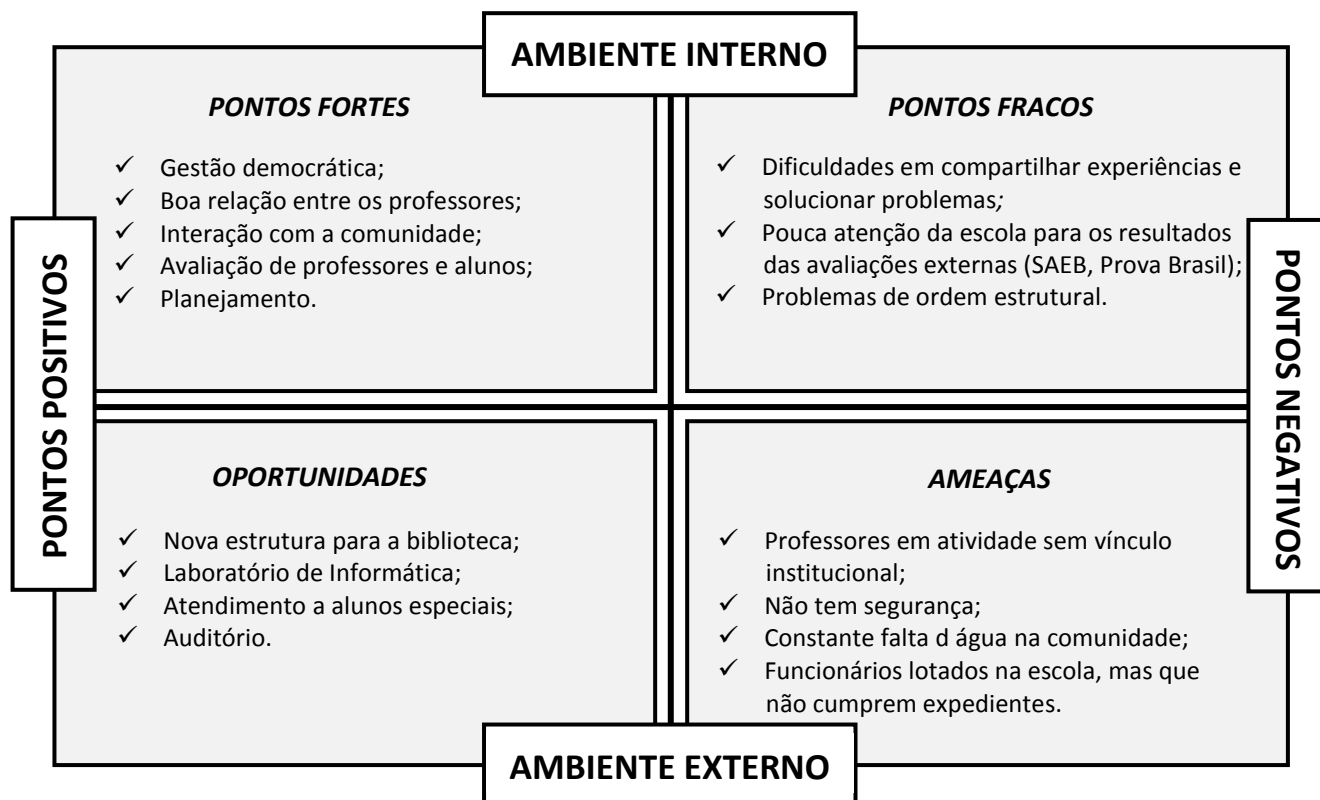 AMBIENTE INTERNO
PONTOS FORTES
✓ Gestão democrática;
✓ Boa relação entre os professores;
✓ Interação com a comunidade;
✓ Avaliação de professores e alunos;
✓ Planejamento.
PONTOS FRACOS
✓ Dificuldades em compartilhar experiências e
solucionar problemas;
✓ Pouca atenção da escola para os resultados
das avaliações externas (SAEB, Prova Brasil);
✓ Problemas de ordem estrutural.
PONTOS POSITIVOS
PONTOS NEGATIVOS
OPORTUNIDADES
✓ Nova estrutura para a biblioteca;
✓ Laboratório de Informática;
✓ Atendimento a alunos especiais;
✓ Auditório.
AMEAÇAS
✓ Professores em atividade sem vínculo
institucional;
✓ Não tem segurança;
✓ Constante falta d água na comunidade;
✓ Funcionários lotados na escola, mas que
não cumprem expedientes.
AMBIENTE EXTERNO